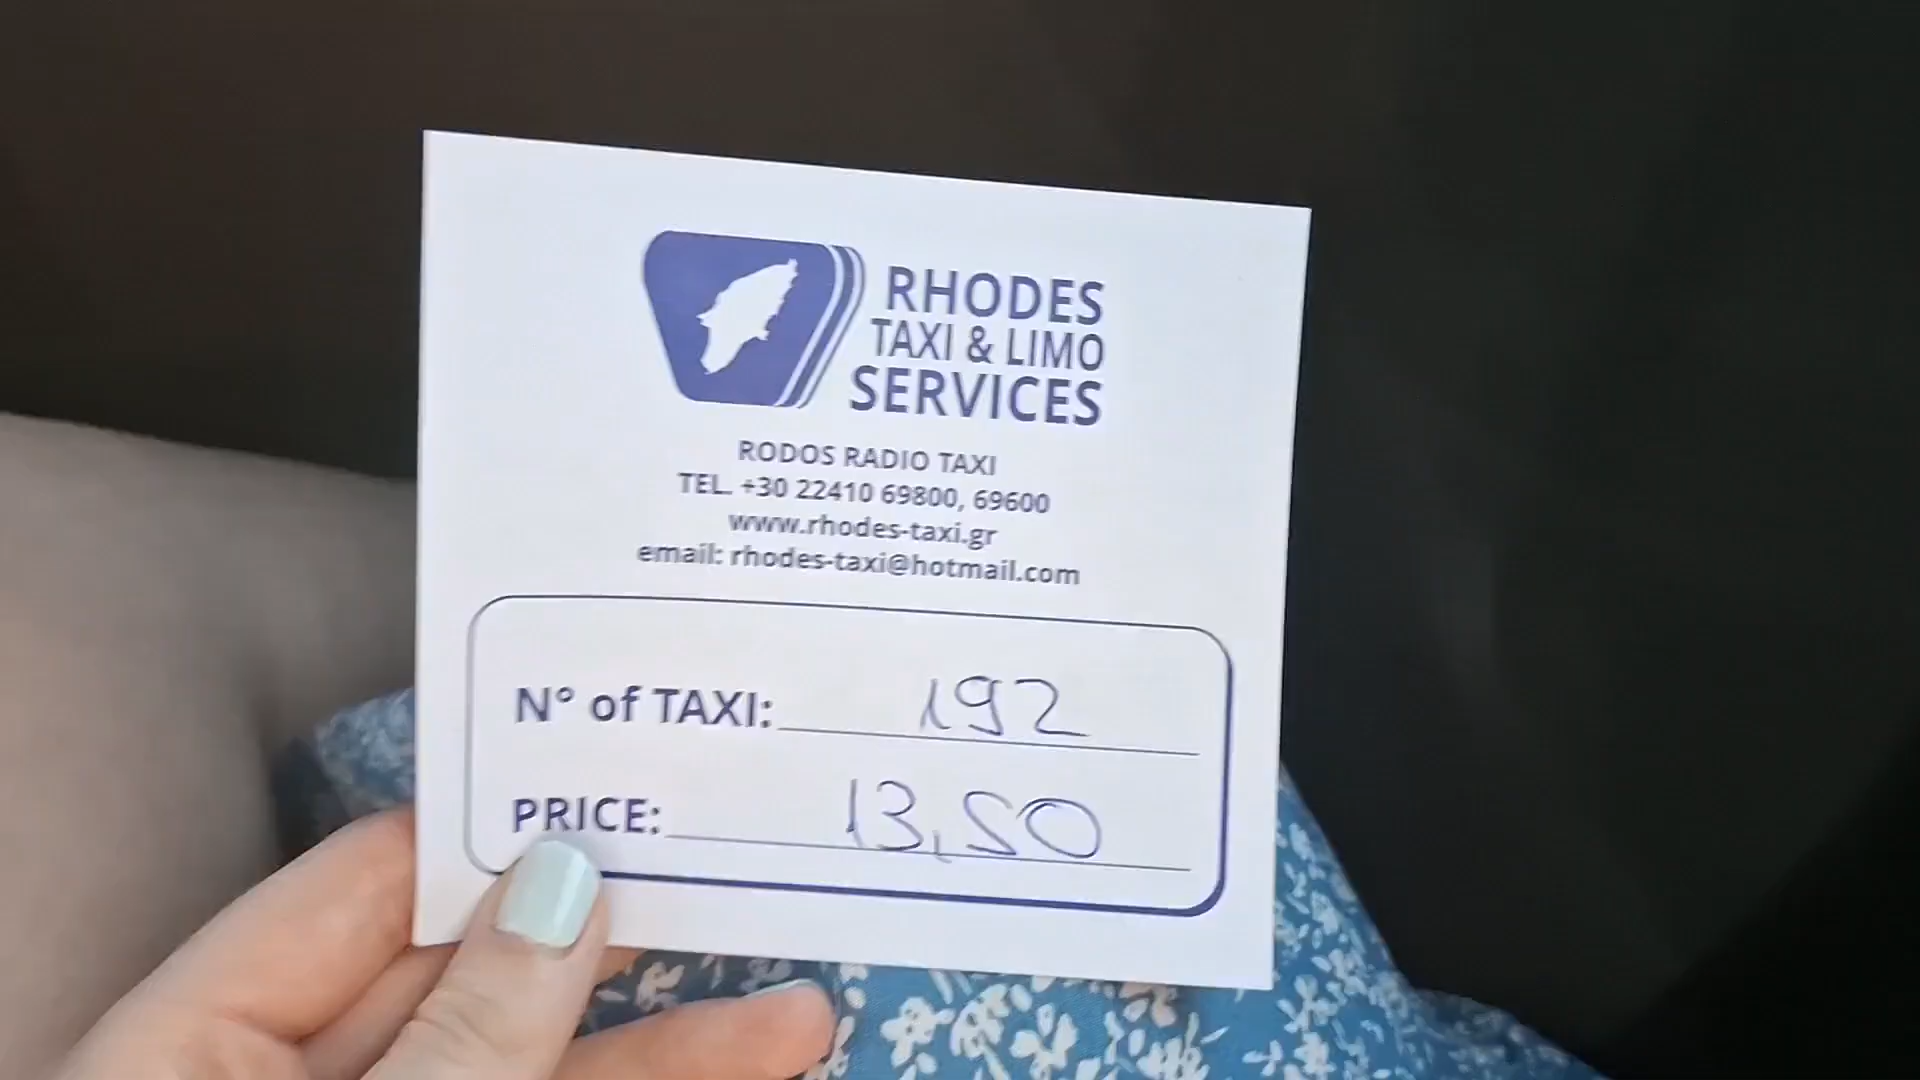 RHODES
TAXI & LIMO
SERVICES
RODOS RADIO TAXI
TEL. +30 22410 69800, 69600
www.rhodes-taxi.gr
email: rhodes-taxi@hotmail.com
N° of TAXI: 192
PRICE: 13,50